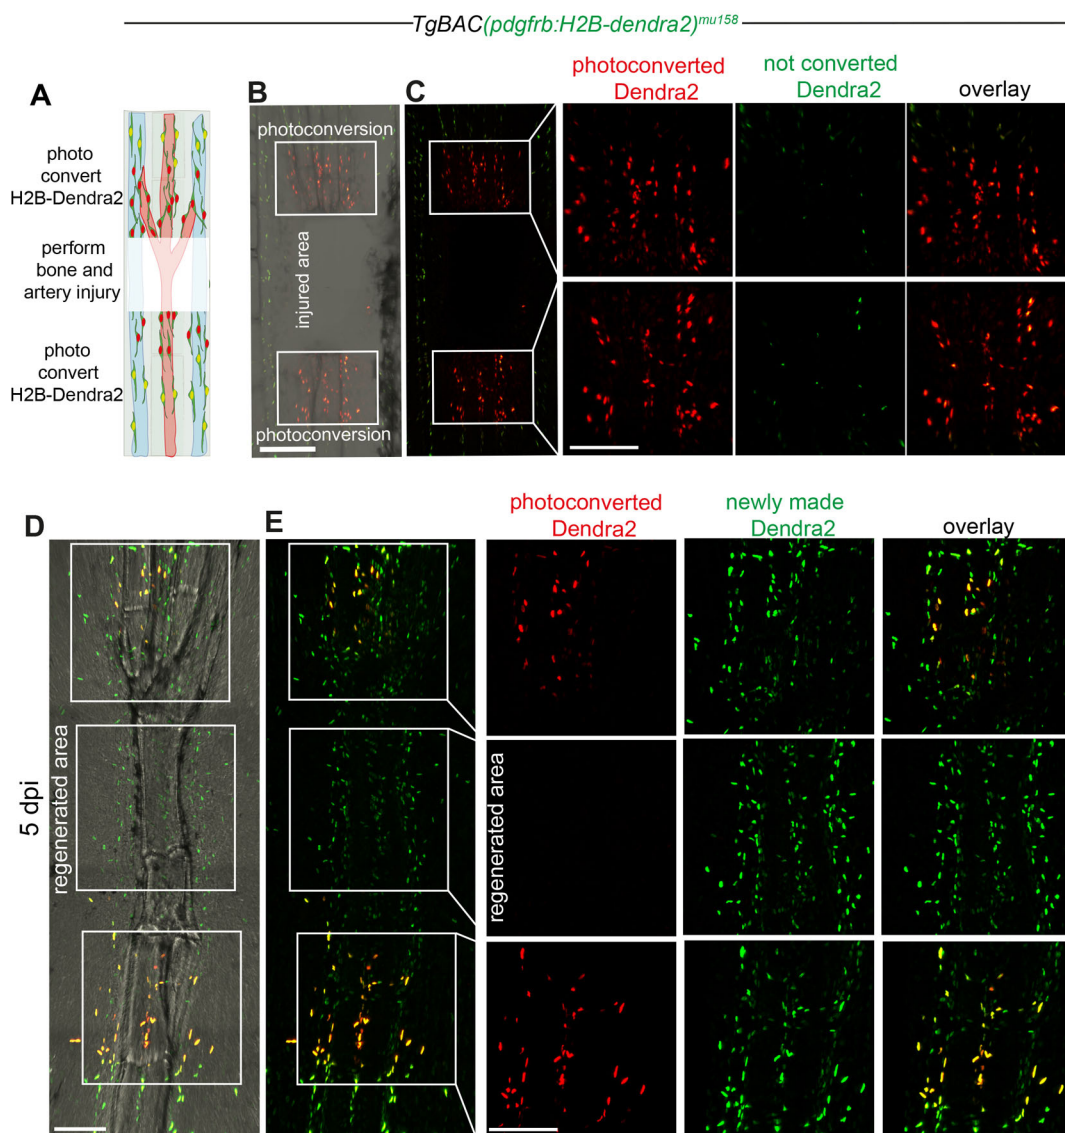 TgBAC(pdgfrb:H2B-dendra2)mu158
A
photo
convert
H2B-Dendra2
perform
bone and
artery injury
photo
convert
H2B-Dendra2
B
photoconversion
injured area
photoconversion
C
photoconverted
Dendra2
not converted
Dendra2
overlay
D
5 dpi
regenerated area
E
photoconverted
Dendra2
newly made
Dendra2
overlay
regenerated area